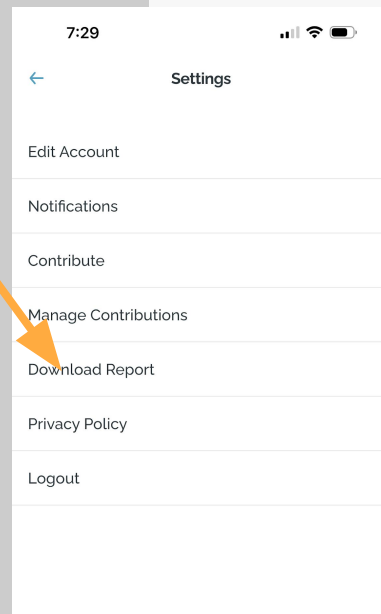 7:29
Settings
Edit Account
Notifications
Contribute
Manage Contributions
Download Report
Privacy Policy
Logout